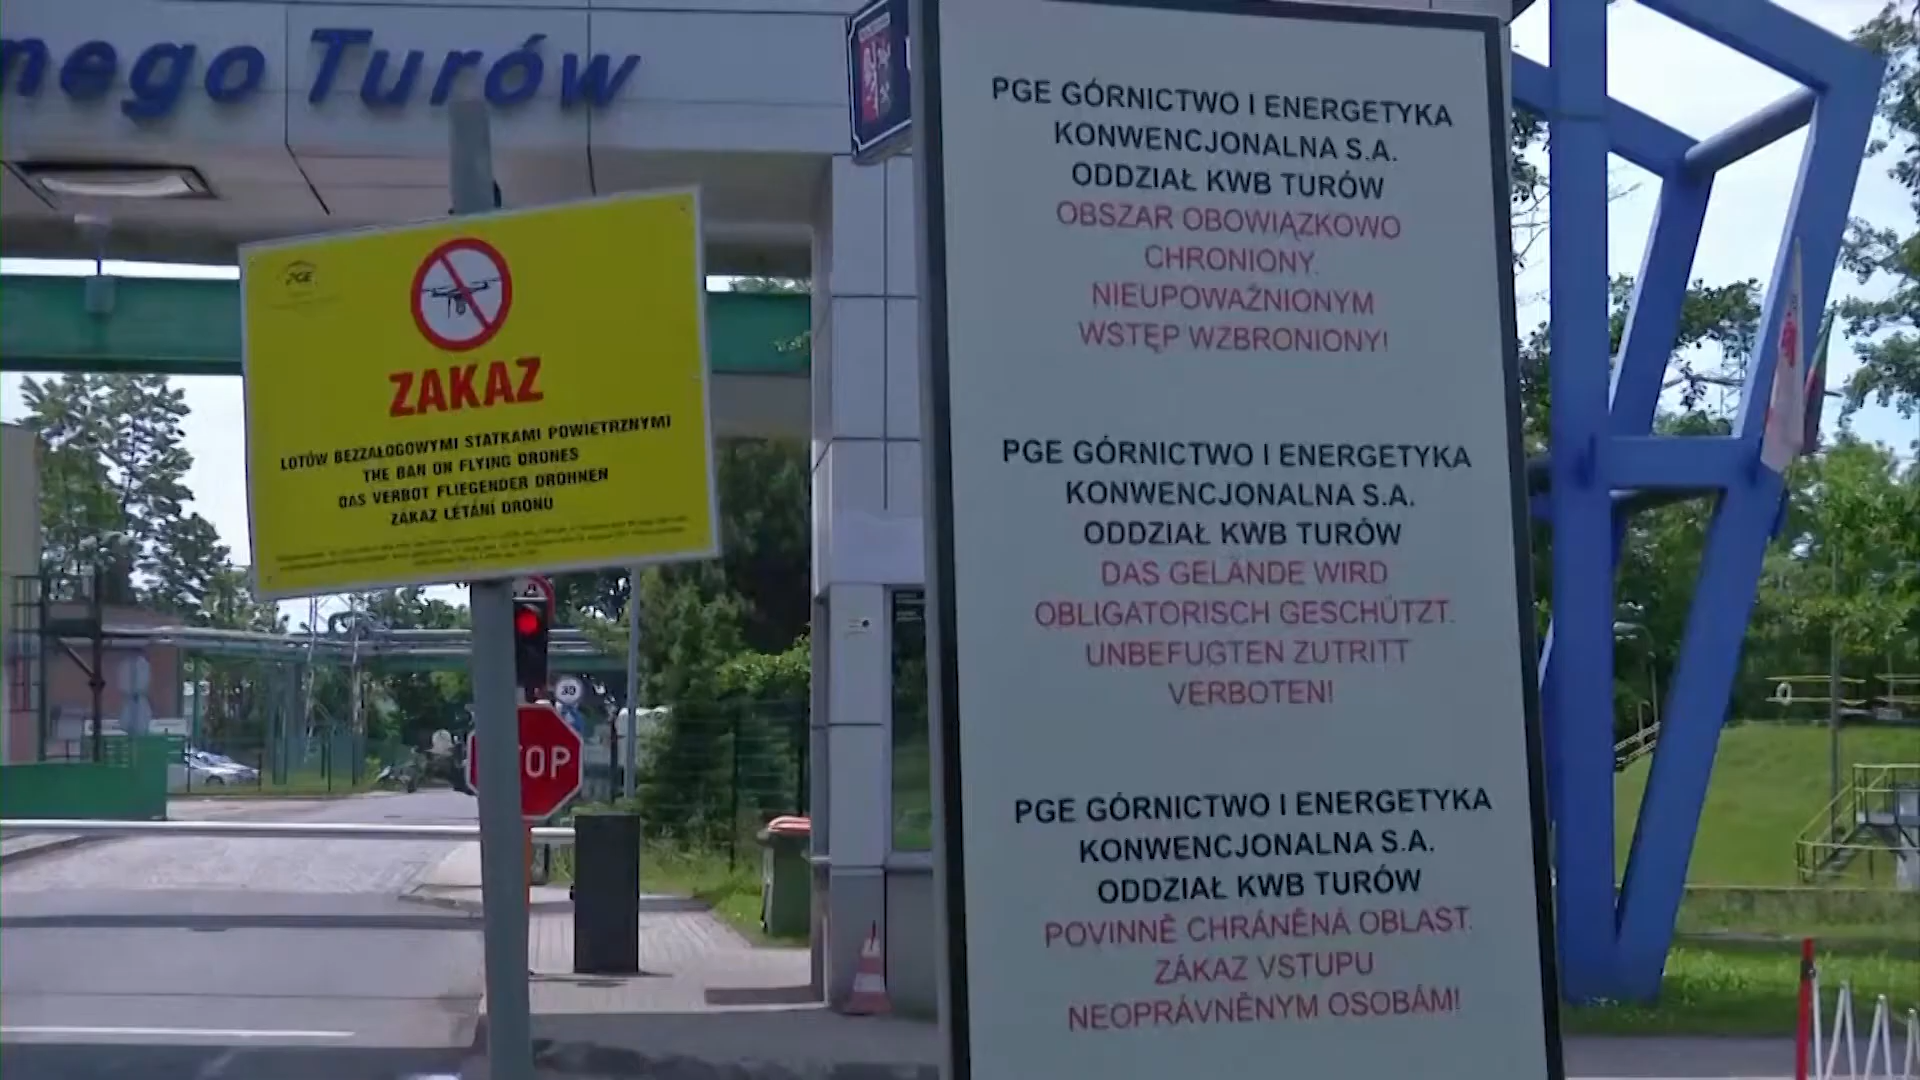 nego Turów
PGE
ZAKAZ
LOTÓW BEZZAŁOGOWYMI STATKAMI POWIETRZNYMI
THE BAN ON FLYING DRONES
DAS VERBOT FLIEGENDER DROHNEN
ZÁKAZ LÉTÁNÍ DRONU
30
STOP
PGE GÓRNICTWO I ENERGETYKA
KONWENCJONALNA S.A.
ODDZIAŁ KWB TURÓW
OBSZAR OBOWIĄZKOWO
CHRONIONY.
NIEUPOWAŻNIONYM
WSTĘP WZBRONIONY!
PGE GÓRNICTWO I ENERGETYKA
KONWENCJONALNA S.A.
ODDZIAŁ KWB TURÓW
DAS GELÄNDE WIRD
OBLIGATORISCH GESCHÜTZT.
UNBEFUGTEN ZUTRITT
VERBOTEN!
PGE GÓRNICTWO I ENERGETYKA
KONWENCJONALNA S.A.
ODDZIAŁ KWB TURÓW
POVINNĚ CHRÁNĚNÁ OBLAST.
ZÁKAZ VSTUPU
NEOPRÁVNĚNÝM OSOBÁM!